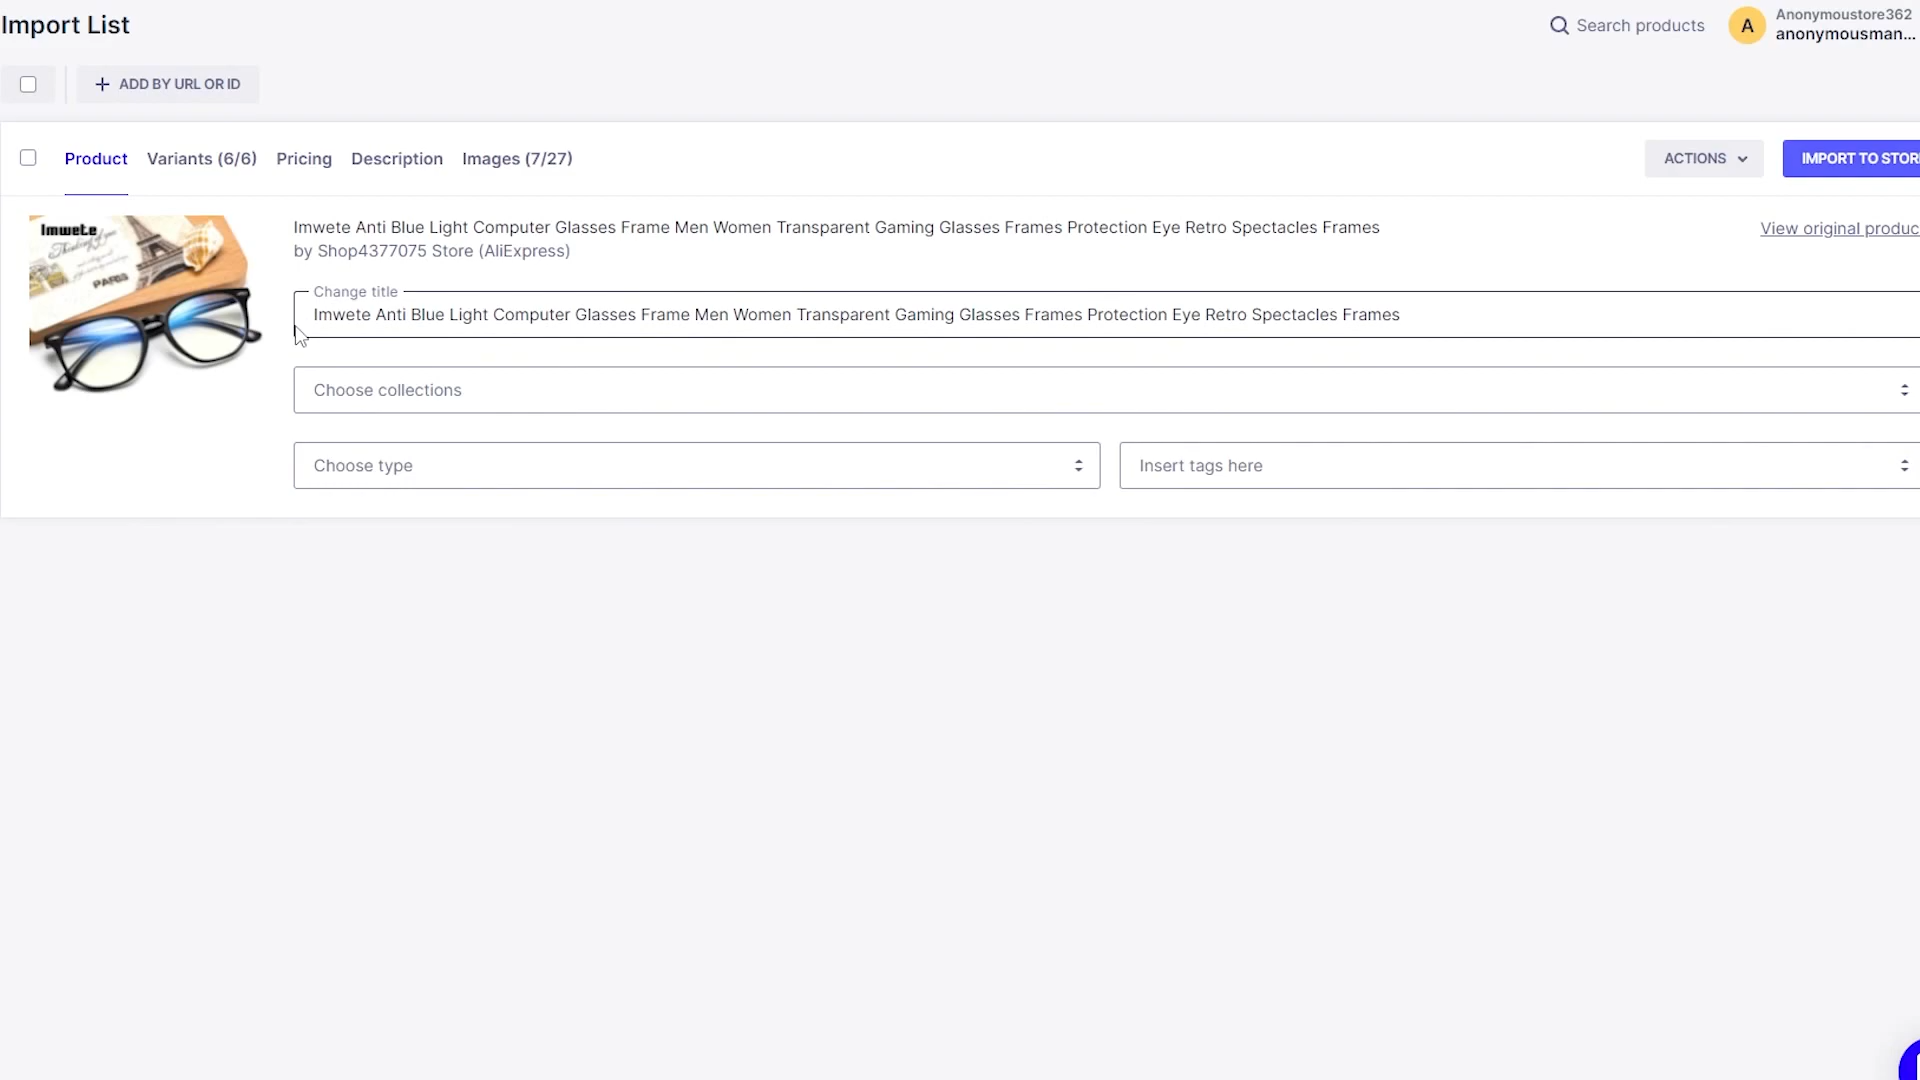 Import List
Search products
A
Anonymoustore362
anonymousman...
ADD BY URL OR ID
Product
Variants (6/6)
Pricing
Description
Images (7/27)
ACTIONS
IMPORT TO STOR
Imwete
Thinking of you
PARIS
Imwete Anti Blue Light Computer Glasses Frame Men Women Transparent Gaming Glasses Frames Protection Eye Retro Spectacles Frames
View original produc
by Shop4377075 Store (AliExpress)
Change title
Imwete Anti Blue Light Computer Glasses Frame Men Women Transparent Gaming Glasses Frames Protection Eye Retro Spectacles Frames
Choose collections
Choose type
Insert tags here